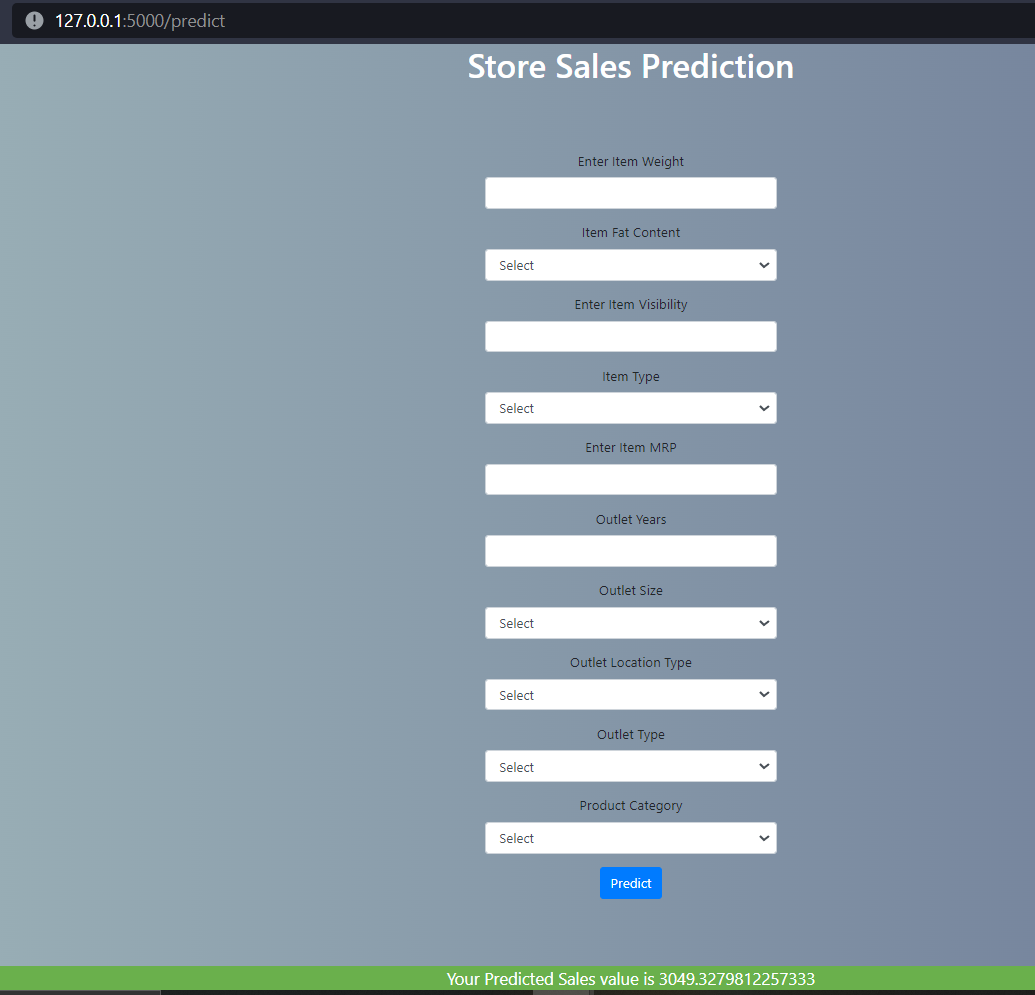 127.0.0.1:5000/predict
Store Sales Prediction
Enter Item Weight
Item Fat Content
Select
Enter Item Visibility
Item Type
Select
Enter Item MRP
Outlet Years
Outlet Size
Select
Outlet Location Type
Select
Outlet Type
Select
Product Category
Select
Predict
Your Predicted Sales value is 3049.3279812257333